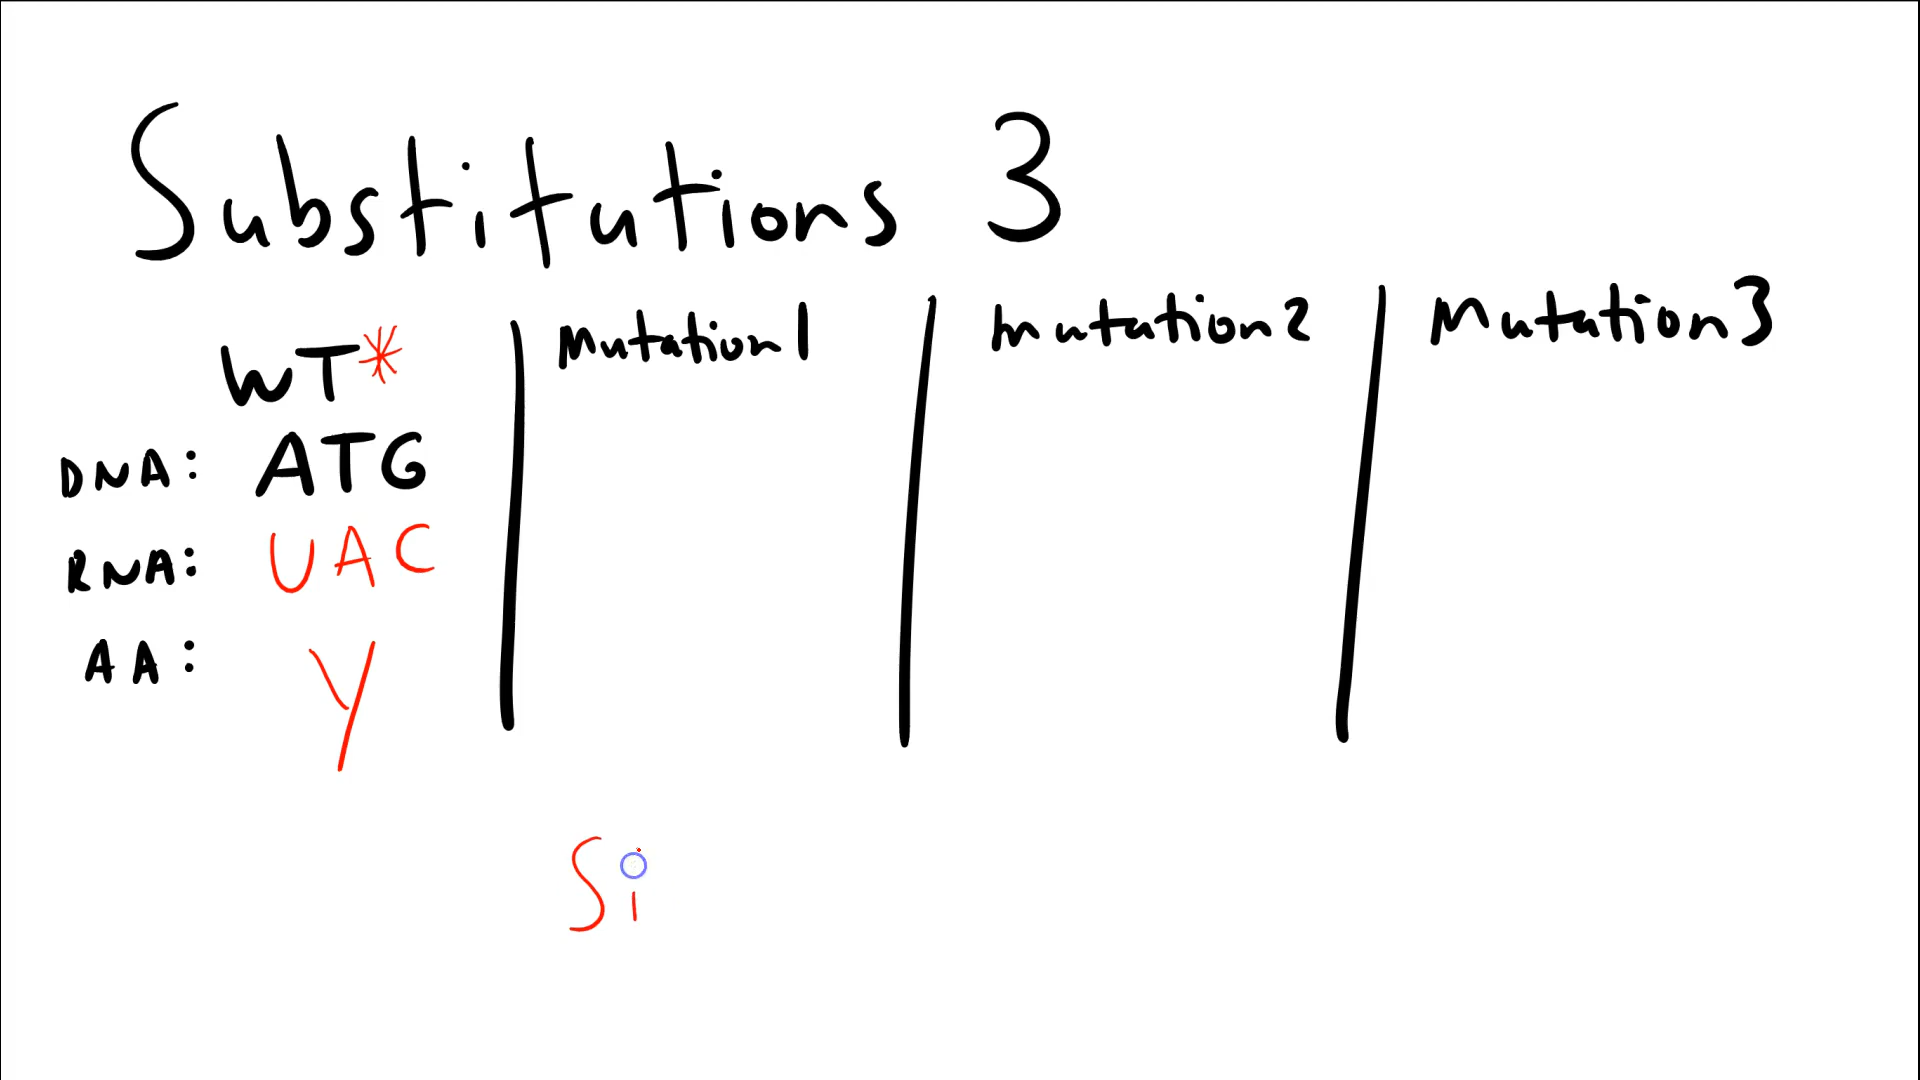 Substitutions 3
WT* Mutation 1 Mutation 2 Mutation 3
DNA: ATG
RNA: UAC
AA: Y
Si